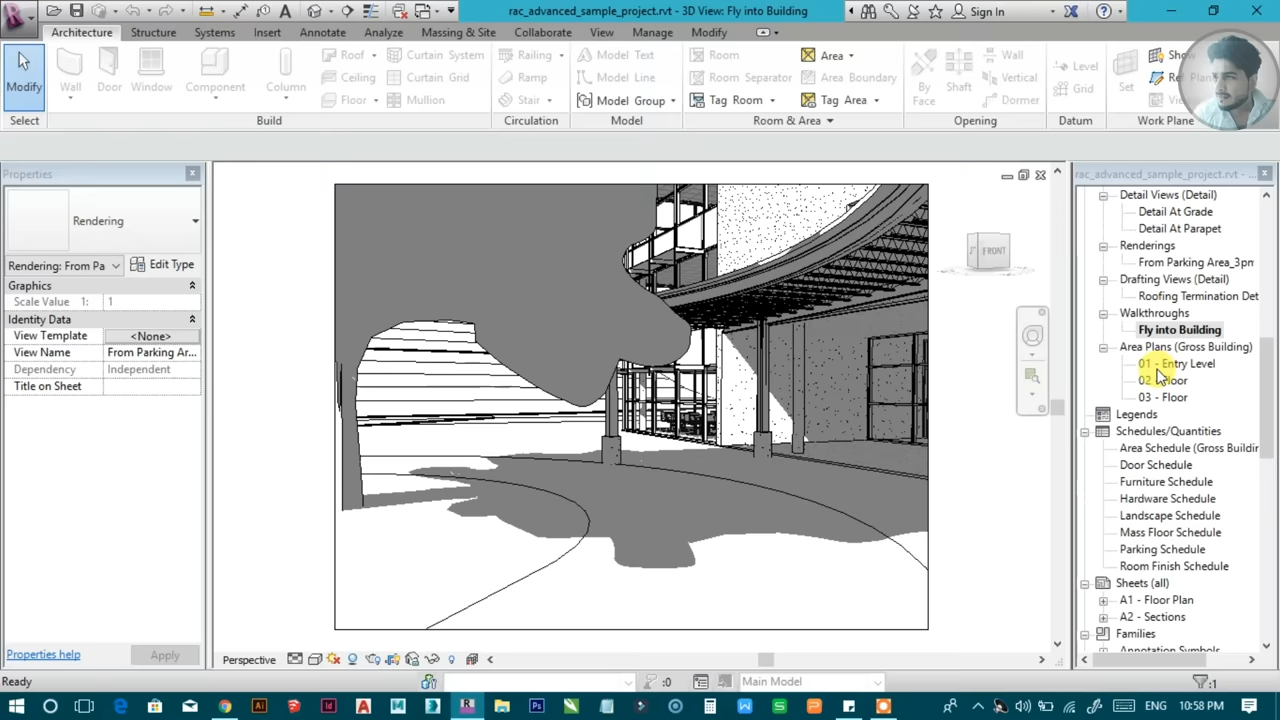 rac_advanced_sample_project.rvt - 3D View: Fly into Building
Sign In
Architecture Structure Systems Insert Annotate Analyze Massing & Site Collaborate View Manage Modify
Modify
Wall
Door
Window
Component
Column
Roof
Ceiling
Floor
Curtain System
Curtain Grid
Mullion
Railing
Ramp
Stair
Model Text
Model Line
Model Group
Room
Room Separator
Tag Room
Area
Area Boundary
Tag Area
By Face
Shaft
Wall
Vertical
Dormer
Level
Grid
Set
Show
Select Build Circulation Model Room & Area Opening Datum Work Plane
Properties
Rendering
Rendering: From Pa
Edit Type
Graphics
Scale Value 1: 1
Identity Data
View Template <None>
View Name From Parking Ar...
Dependency Independent
Title on Sheet
Properties help
Apply
FRONT
Perspective
rac_advanced_sample_project.rvt - ...
Detail Views (Detail)
Detail At Grade
Detail At Parapet
Renderings
From Parking Area_3pm
Drafting Views (Detail)
Roofing Termination Det
Walkthroughs
Fly into Building
Area Plans (Gross Building)
01 - Entry Level
02 - Floor
03 - Floor
Legends
Schedules/Quantities
Area Schedule (Gross Buildin
Door Schedule
Furniture Schedule
Hardware Schedule
Landscape Schedule
Mass Floor Schedule
Parking Schedule
Room Finish Schedule
Sheets (all)
A1 - Floor Plan
A2 - Sections
Families
Annotation Symbols
Ready
:0
Main Model
:1
10:58 PM